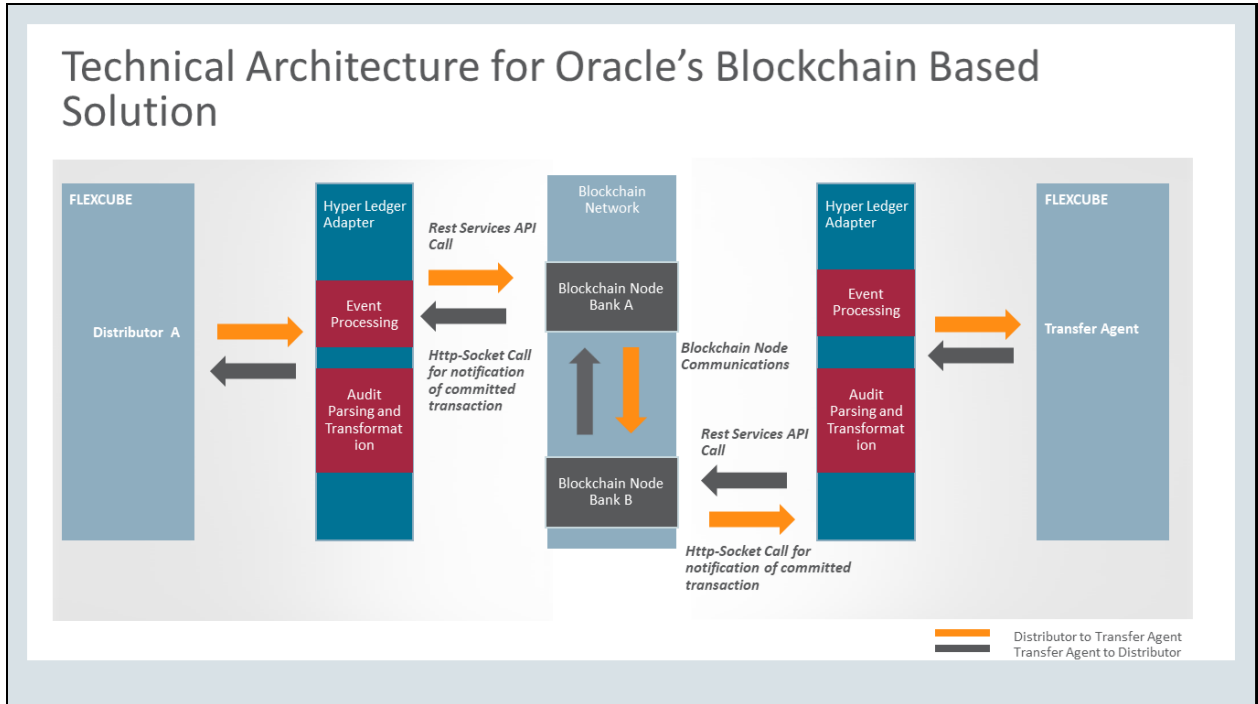 Technical Architecture for Oracle's Blockchain Based
Solution
FLEXCUBE
Distributor A
Hyper Ledger
Adapter
Event
Processing
Audit
Parsing and
Transformat
ion
Rest Services API
Call
Http-Socket Call
for notification
of committed
transaction
Blockchain
Network
Blockchain Node
Bank A
Blockchain Node
Communications
Blockchain Node
Bank B
Rest Services API
Call
Http-Socket Call for
notification of committed
transaction
Hyper Ledger
Adapter
Event
Processing
Audit
Parsing and
Transformat
ion
FLEXCUBE
Transfer Agent
Distributor to Transfer Agent
Transfer Agent to Distributor